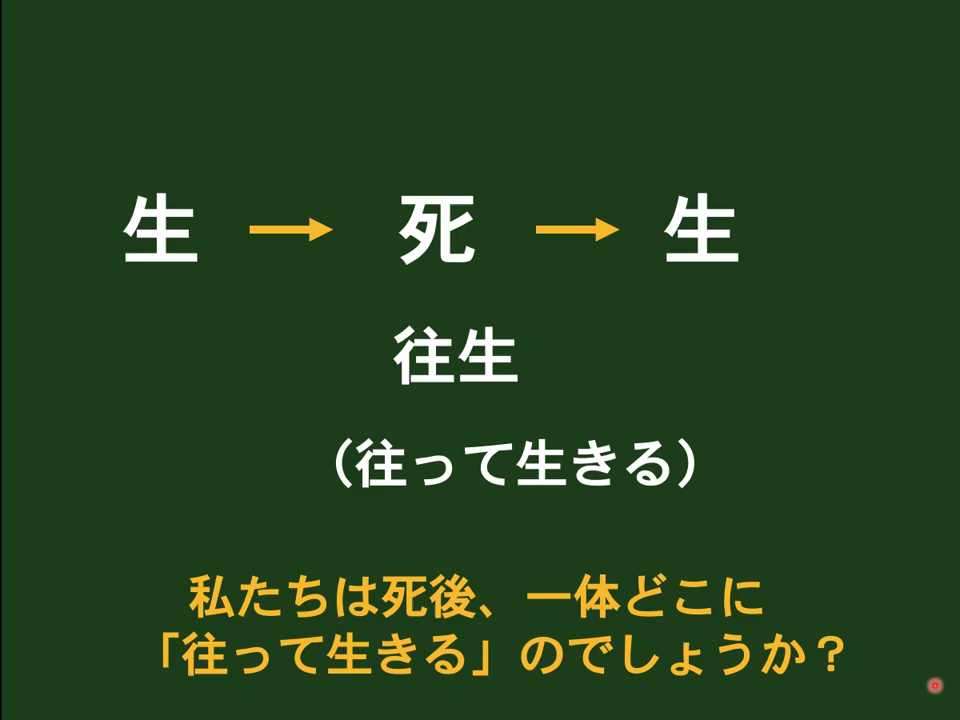 生 → 死 → 生
往生
（往って生きる）
私たちは死後、一体どこに
「往って生きる」のでしょうか？